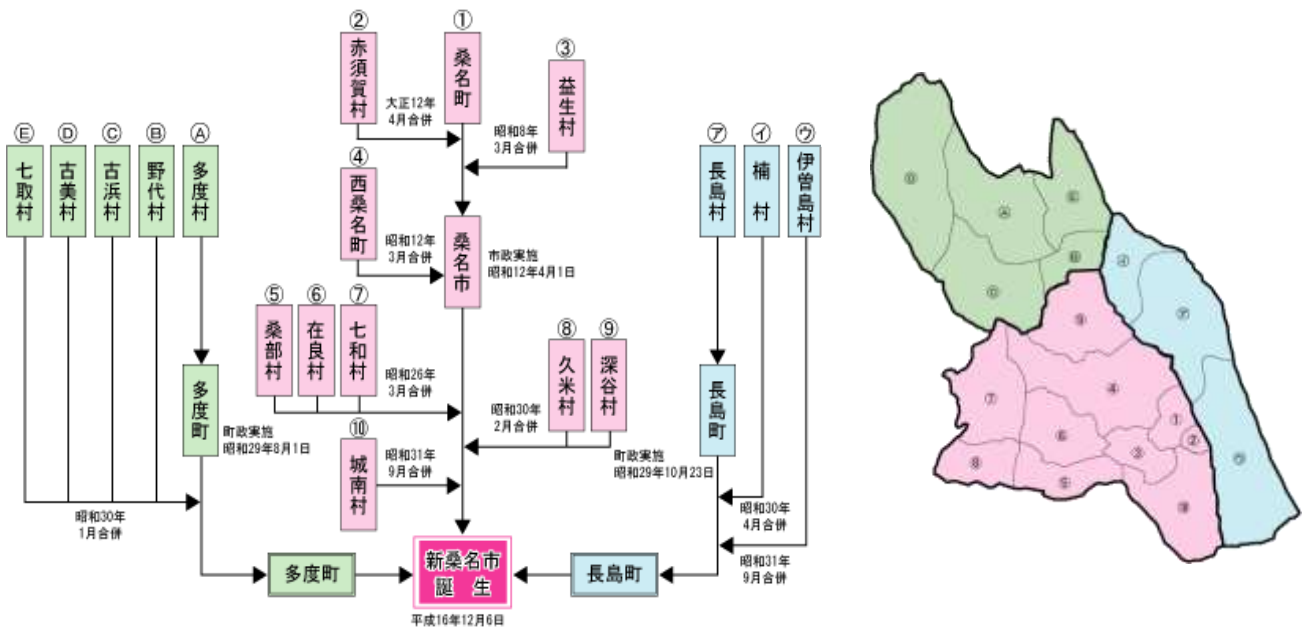 ②
赤須賀村
①
桑名町
③
益生村
大正12年
4月合併
昭和8年
3月合併
Ⓔ
七取村
Ⓓ
古美村
Ⓒ
古浜村
Ⓑ
野代村
Ⓐ
多度村
④
西桑名町
昭和12年
3月合併
桑名市
市政実施
昭和12年4月1日
㋐
長島村
㋑
楠村
㋒
伊曽島村
⑤
桑部村
⑥
在良村
⑦
七和村
昭和26年
3月合併
⑧
久米村
⑨
深谷村
昭和30年
2月合併
多度町
町政実施
昭和29年8月1日
⑩
城南村
昭和31年
9月合併
長島町
町政実施
昭和29年10月23日
昭和30年
1月合併
昭和30年
4月合併
昭和31年
9月合併
多度町
新桑名市
誕 生
長島町
平成16年12月6日
Ⓐ
㋑
㋐
④
①
⑦
②
⑥
③
㋒